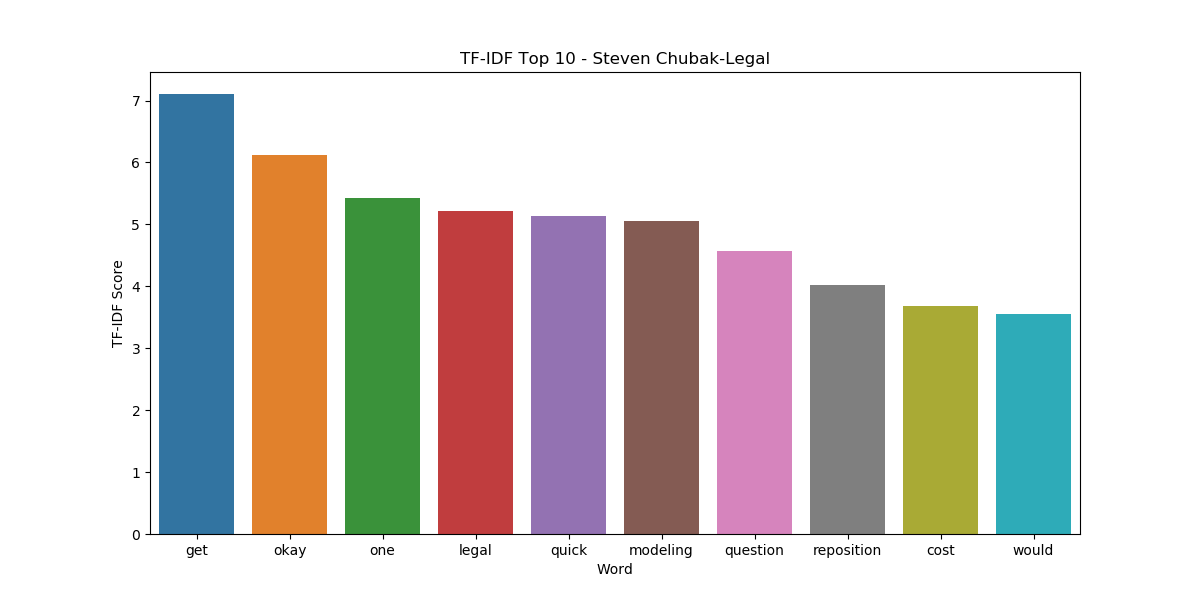 TF-IDF Top 10 - Steven Chubak-Legal
TF-IDF Score
7
6
5
4
3
2
1
0
get okay one legal quick modeling question reposition cost would
Word